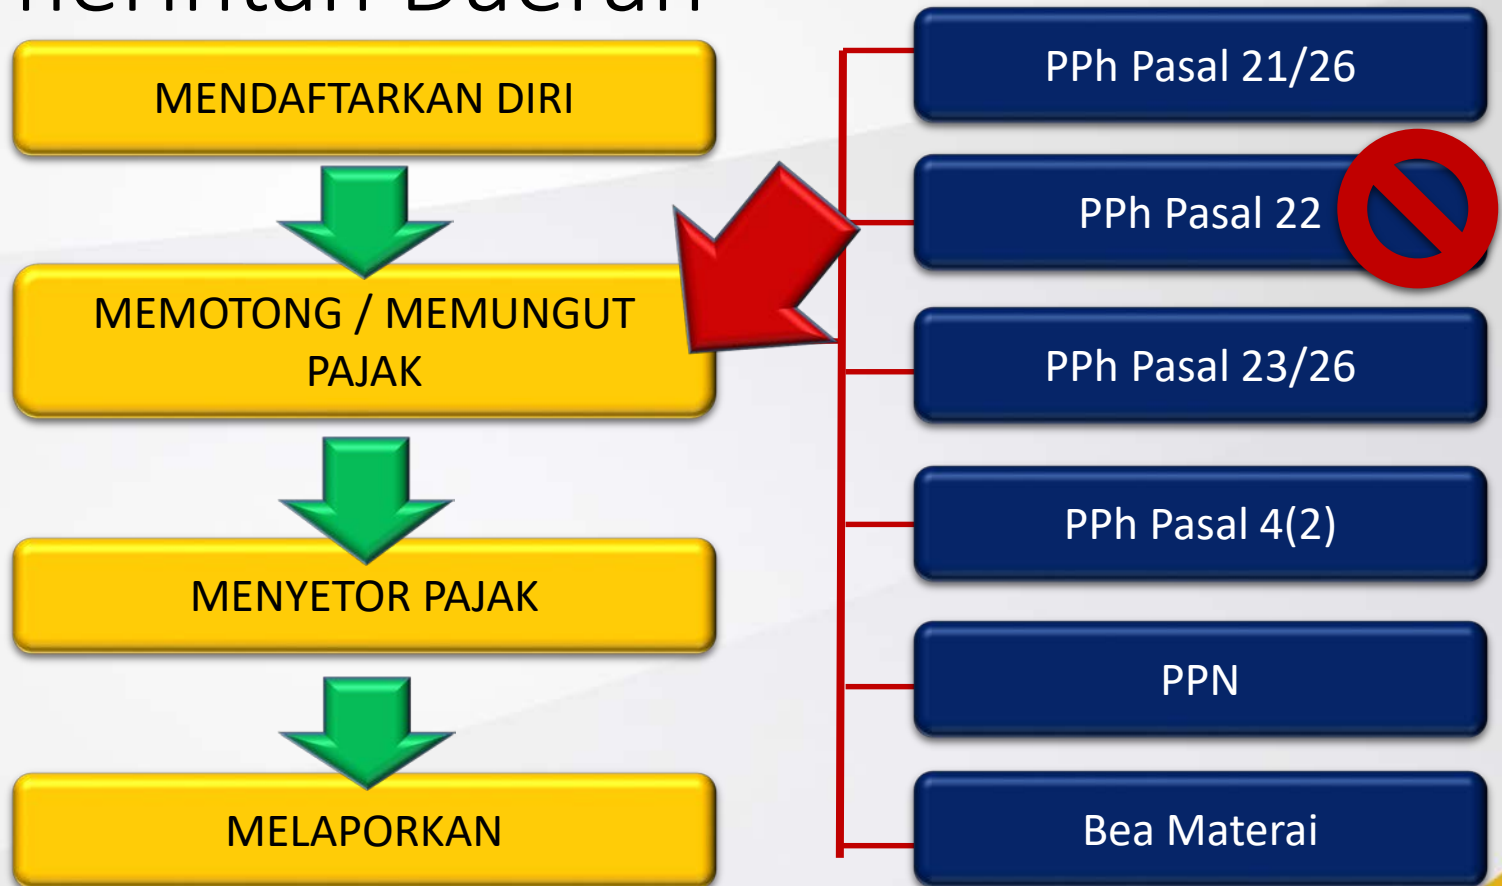 Daerah
MENDAFTARKAN DIRI
MEMOTONG / MEMUNGUT
PAJAK
MENYETOR PAJAK
MELAPORKAN
PPh Pasal 21/26
PPh Pasal 22
PPh Pasal 23/26
PPh Pasal 4(2)
PPN
Bea Materai